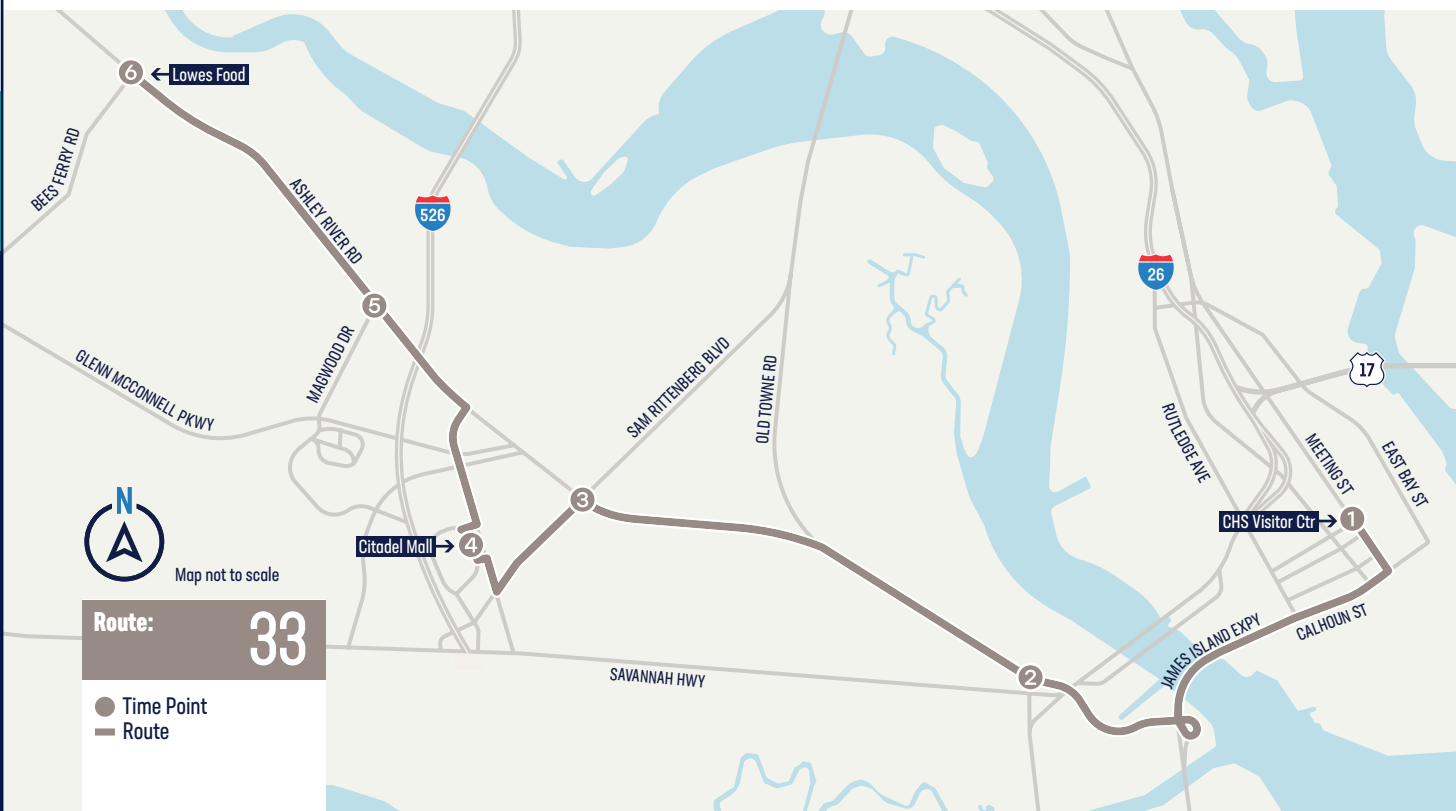 6
Lowes Food
BEES FERRY RD
ASHLEY RIVER RD
526
5
MAGWOOD DR
GLENN MCCONNELL PKWY
SAM RITTENBERG BLVD
OLD TOWNE RD
26
17
RUTLEDGE AVE
MEETING ST
EAST BAY ST
3
CHS Visitor Ctr
1
Citadel Mall
4
N
Map not to scale
JAMES ISLAND EXPY
CALHOUN ST
SAVANNAH HWY
2
Route:
33
Time Point
Route